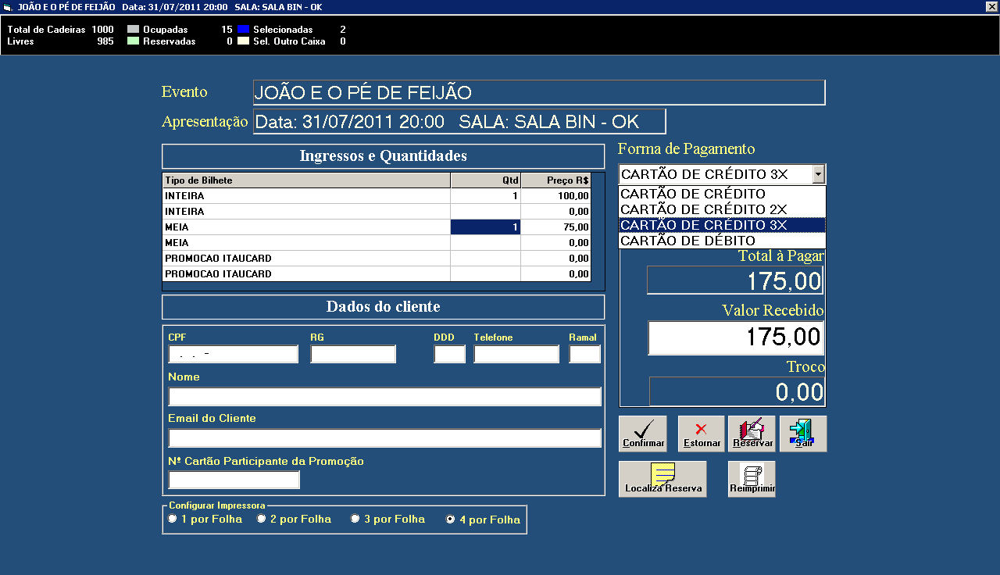 JOÃO E O PÉ DE FEIJÃO Data: 31/07/2011 20:00 SALA: SALA BIN - OK
Total de Cadeiras 1000 Ocupadas 15 Selecionadas 2
Livres 985 Reservadas 0 Sel. Outro Caixa 0
Evento JOÃO E O PÉ DE FEIJÃO
Apresentação Data: 31/07/2011 20:00 SALA: SALA BIN - OK
Ingressos e Quantidades
Tipo de Bilhete Qtd Preço R$
INTEIRA 1 100,00
INTEIRA 0,00
MEIA 1 75,00
MEIA 0,00
PROMOCAO ITAUCARD 0,00
PROMOCAO ITAUCARD 0,00
Forma de Pagamento
CARTÃO DE CRÉDITO 3X
CARTÃO DE CRÉDITO
CARTÃO DE CRÉDITO 2X
CARTÃO DE CRÉDITO 3X
CARTÃO DE DÉBITO
Total à Pagar
175,00
Valor Recebido
175,00
Troco
0,00
Dados do cliente
CPF RG DDD Telefone Ramal
. . -
Nome
Email do Cliente
Nº Cartão Participante da Promoção
Confirmar Estornar Reservar Sair
Localiza Reserva Reimprimir
Configurar Impressora
1 por Folha 2 por Folha 3 por Folha 4 por Folha